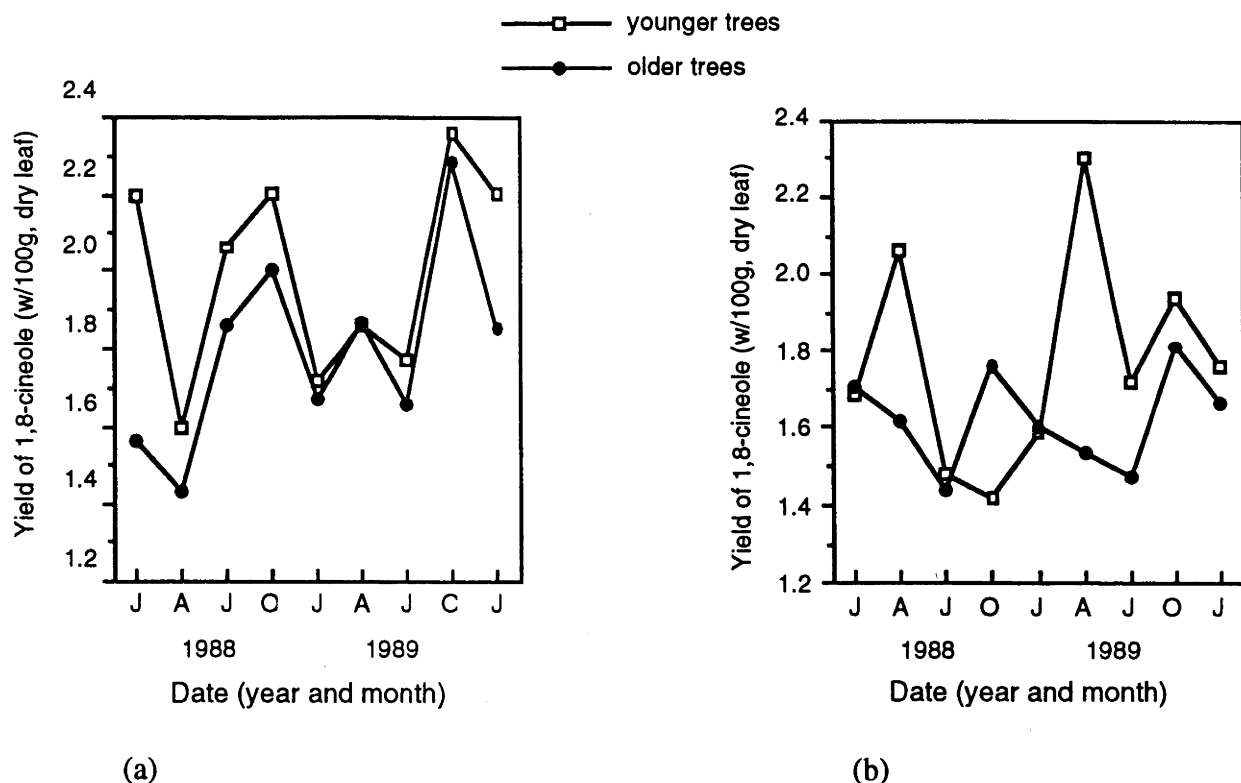 younger trees
older trees
Yield of 1,8-cineole (w/100g, dry leaf)
2.4
2.2
2.0
1.8
1.6
1.4
1.2
J A J O J A J C J
1988 1989
Date (year and month)
(a)
Yield of 1,8-cineole (w/100g, dry leaf)
2.4
2.2
2.0
1.8
1.6
1.4
1.2
J A J O J A J O J
1988 1989
Date (year and month)
(b)